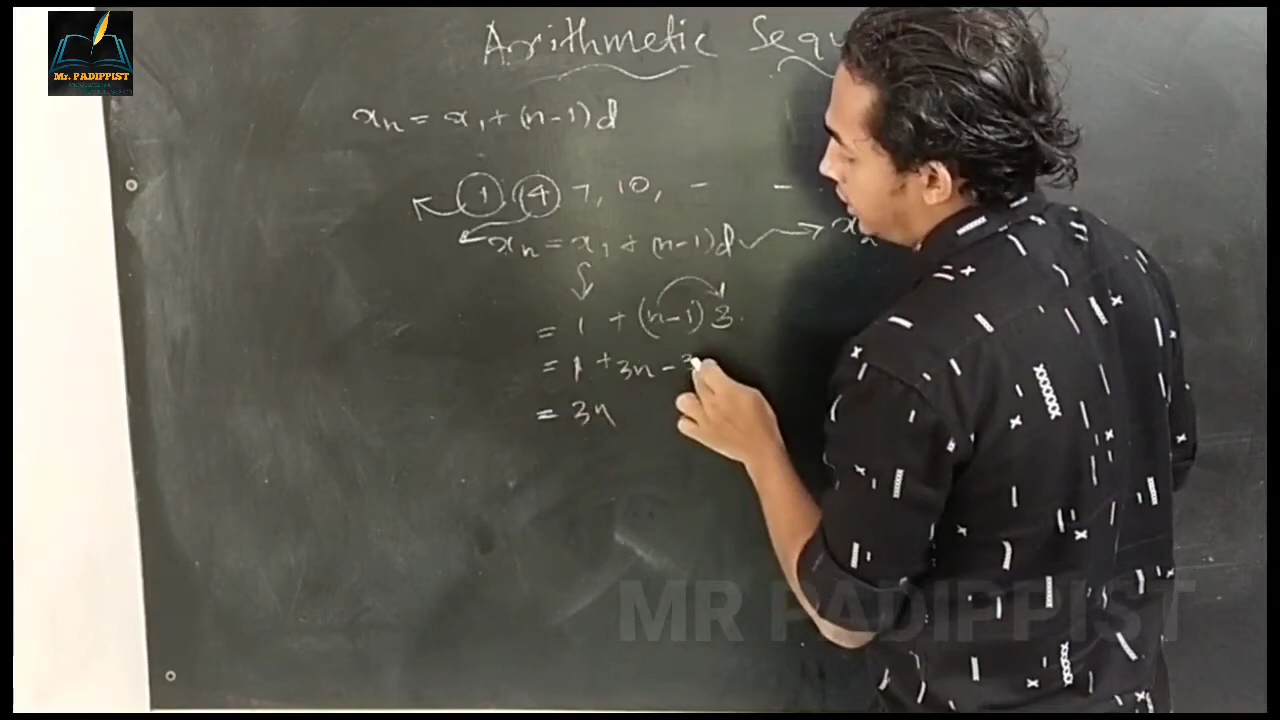 Mr. PADIPPIST
Arithmetic Sequ
xₙ = x₁ + (n-1)d
1 4 7, 10, - -
xₙ = x₁ + (n-1)d
= 1 + (n-1) 3
= 1 + 3n - 3
= 3n
MR PADIPPIST